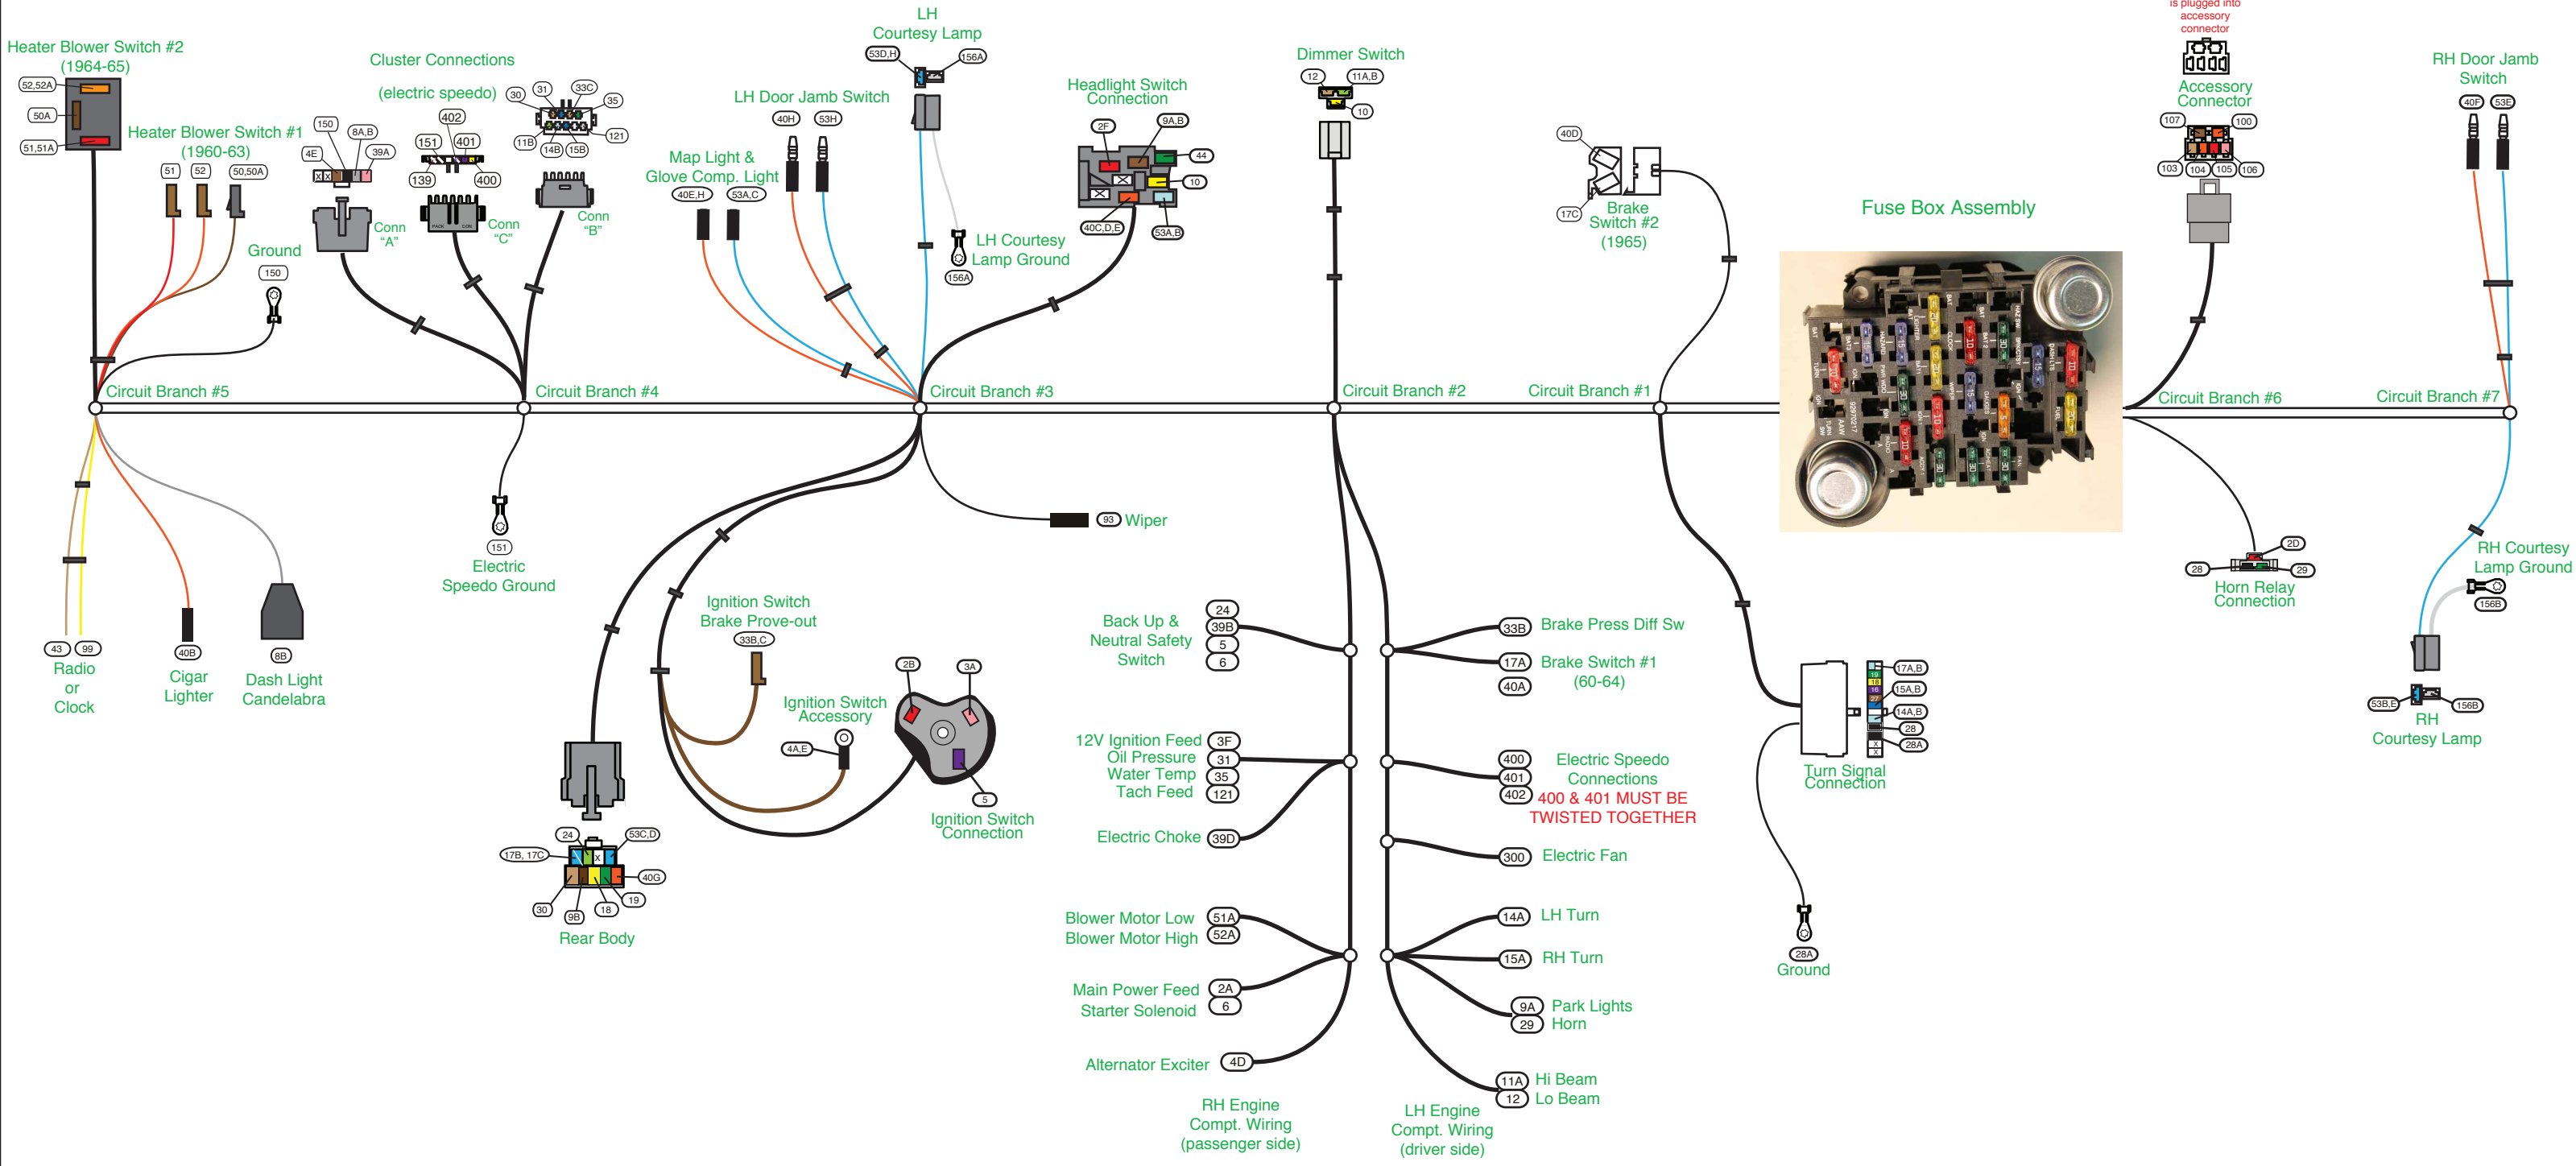 Heater Blower Switch #2
(1964-65)
52,52A
50A
51,51A
Heater Blower Switch #1
(1960-63)
51
52
50,50A
Ground
150
Cluster Connections
(electric speedo)
150
8A,B
4E
39A
X X
Conn
"A"
402
151
401
139
400
Conn
"C"
31
33C
30
35
11B
14B
15B
121
Conn
"B"
LH
Courtesy Lamp
53D,H
156A
LH Door Jamb Switch
40H
53H
Map Light &
Glove Comp. Light
40E,H
53A,C
LH Courtesy
Lamp Ground
156A
Headlight Switch
Connection
2F
9A,B
44
10
X
X
40C,D,E
53A,B
Dimmer Switch
12
11A,B
10
40D
17C
Brake
Switch #2
(1965)
Fuse Box Assembly
is plugged into
accessory
connector
Accessory
Connector
107
100
103
104
105
106
RH Door Jamb
Switch
40F
53E
Circuit Branch #5
Circuit Branch #4
Circuit Branch #3
Circuit Branch #2
Circuit Branch #1
Circuit Branch #6
Circuit Branch #7
43
99
Radio
or
Clock
40B
Cigar
Lighter
8B
Dash Light
Candelabra
151
Electric
Speedo Ground
93
Wiper
Ignition Switch
Brake Prove-out
33B,C
Ignition Switch
Accessory
4A,E
2B
3A
5
Ignition Switch
Connection
24
53C,D
17B, 17C
X
40G
30
9B
18
19
Rear Body
Back Up &
Neutral Safety
Switch
24
39B
5
6
12V Ignition Feed
3F
Oil Pressure
31
Water Temp
35
Tach Feed
121
Electric Choke
39D
Blower Motor Low
51A
Blower Motor High
52A
Main Power Feed
2A
Starter Solenoid
6
Alternator Exciter
4D
RH Engine
Compt. Wiring
(passenger side)
33B
Brake Press Diff Sw
17A
40A
Brake Switch #1
(60-64)
400
401
402
Electric Speedo
Connections
400 & 401 MUST BE
TWISTED TOGETHER
300
Electric Fan
14A
LH Turn
15A
RH Turn
9A
Park Lights
29
Horn
11A
Hi Beam
12
Lo Beam
LH Engine
Compt. Wiring
(driver side)
17A,B
19
18
16
27
15A,B
14A,B
28
28A
X
X
Turn Signal
Connection
28A
Ground
2D
28
29
Horn Relay
Connection
RH Courtesy
Lamp Ground
156B
53B,E
156B
RH
Courtesy Lamp